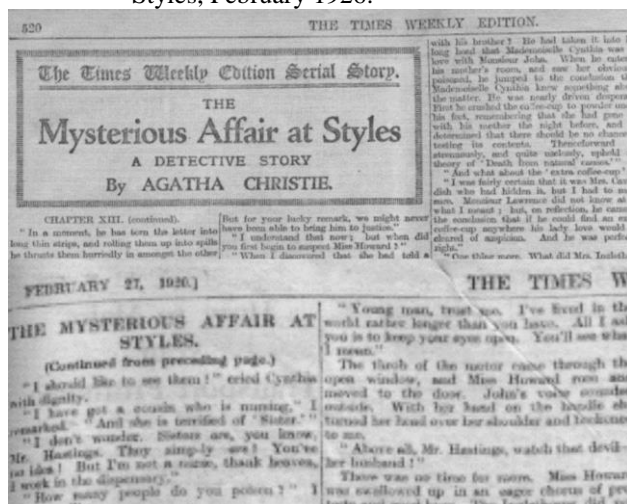 Styles, February 1920.
520
THE TIMES WEEKLY EDITION.
The Times Weekly Edition Serial Story.
THE
Mysterious Affair at Styles
A DETECTIVE STORY
By AGATHA CHRISTIE.
CHAPTER XIII. (continued).
"In a moment, he has torn the letter into
long thin strips, and rolling them up into spills
he thrusts them hurriedly in amongst the other
But for your lucky remark, we might never
have been able to bring him to justice."
"I understand that now; but when did
you first begin to suspect Miss Howard?"
"When I discovered that she had told a
with his brother? He had taken it into
long head that Mademoiselle Cynthia was
love with Monsieur John. When he
his mother's room, and saw her
poisoned, he jumped to the conclusion
Mademoiselle Cynthia knew something
the matter. He was nearly driven
First he crushed the coffee-cup to powder
his feet, remembering that she had gone
with his mother the night before, and
determined that there should be no
testing its contents. Thenceforward
strenuously, and quite uselessly, upheld
theory of 'Death from natural causes.'"
"And what about the 'extra coffee-cup'
"I was fairly certain that it was Mrs.
dish who had hidden it, but I had to
sure. Monsieur Lawrence did not know at
what I meant; but, on reflection, he came
the conclusion that if he could find an
coffee-cup anywhere his lady love would
cleared of suspicion. And he was
right."
"One thing more. What did Mrs.
FEBRUARY 27, 1920.]
THE TIMES W
THE MYSTERIOUS AFFAIR AT
STYLES.
(Continued from preceding page.)
"I should like to see them!" cried Cynthia
with dignity.
"I have got a cousin who is nursing," I
remarked. "And she is terrified of 'Sister.'"
"I don't wonder. Sisters are, you know,
Mr. Hastings. They simply are! You've
no idea! But I'm not a nurse, thank heaven,
I work in the dispensary."
"How many people do you poison?" I
"Young man, trust me. I've lived in the
world rather longer than you have. All I ask
you is to keep your eyes open. You'll see what
I mean."
The throb of the motor came through the
open window, and Miss Howard rose and
moved to the door. John's voice sounded
outside. With her hand on the handle she
turned her head over her shoulder and beckoned
to me.
"Above all, Mr. Hastings, watch that devil—
her husband!"
There was no time for more. Miss Howard
was swallowed up in an eager chorus of